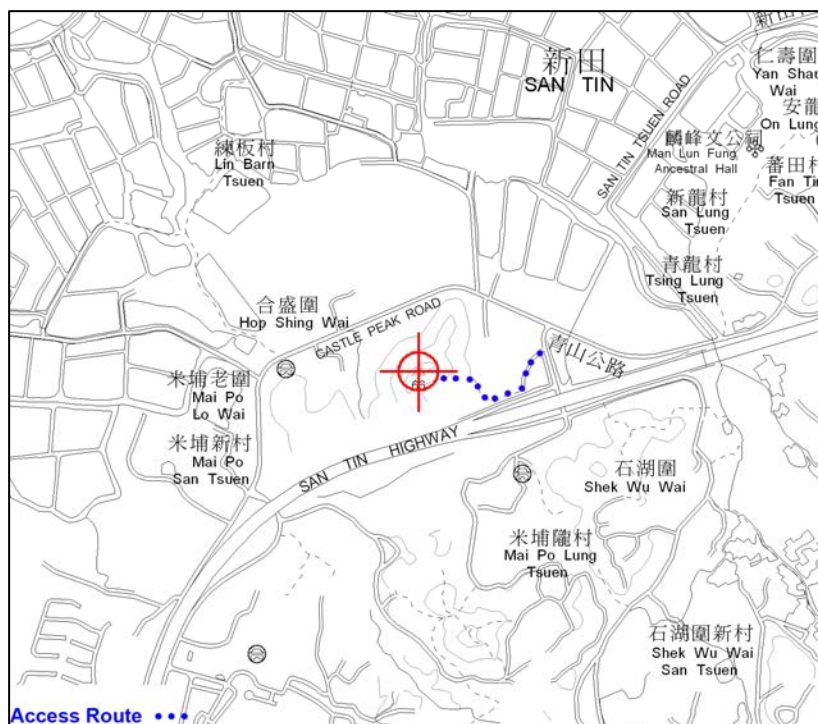 新田
SAN TIN
SAN TIN TSUEN ROAD
仁壽圍
Yan Shau
Wai
安龍
On Lung
麟峰文公祠
Man Lun Fung
Ancestral Hall
蕃田村
Fan Tin
Tsuen
新龍村
San Lung
Tsuen
青龍村
Tsing Lung
Tsuen
練板村
Lin Barn
Tsuen
合盛圍
Hop Shing Wai
CASTLE PEAK ROAD
青山公路
米埔老圍
Mai Po
Lo Wai
米埔新村
Mai Po
San Tsuen
SAN TIN HIGHWAY
石湖圍
Shek Wu Wai
米埔隴村
Mai Po Lung
Tsuen
石湖圍新村
Shek Wu Wai
San Tsuen
Access Route